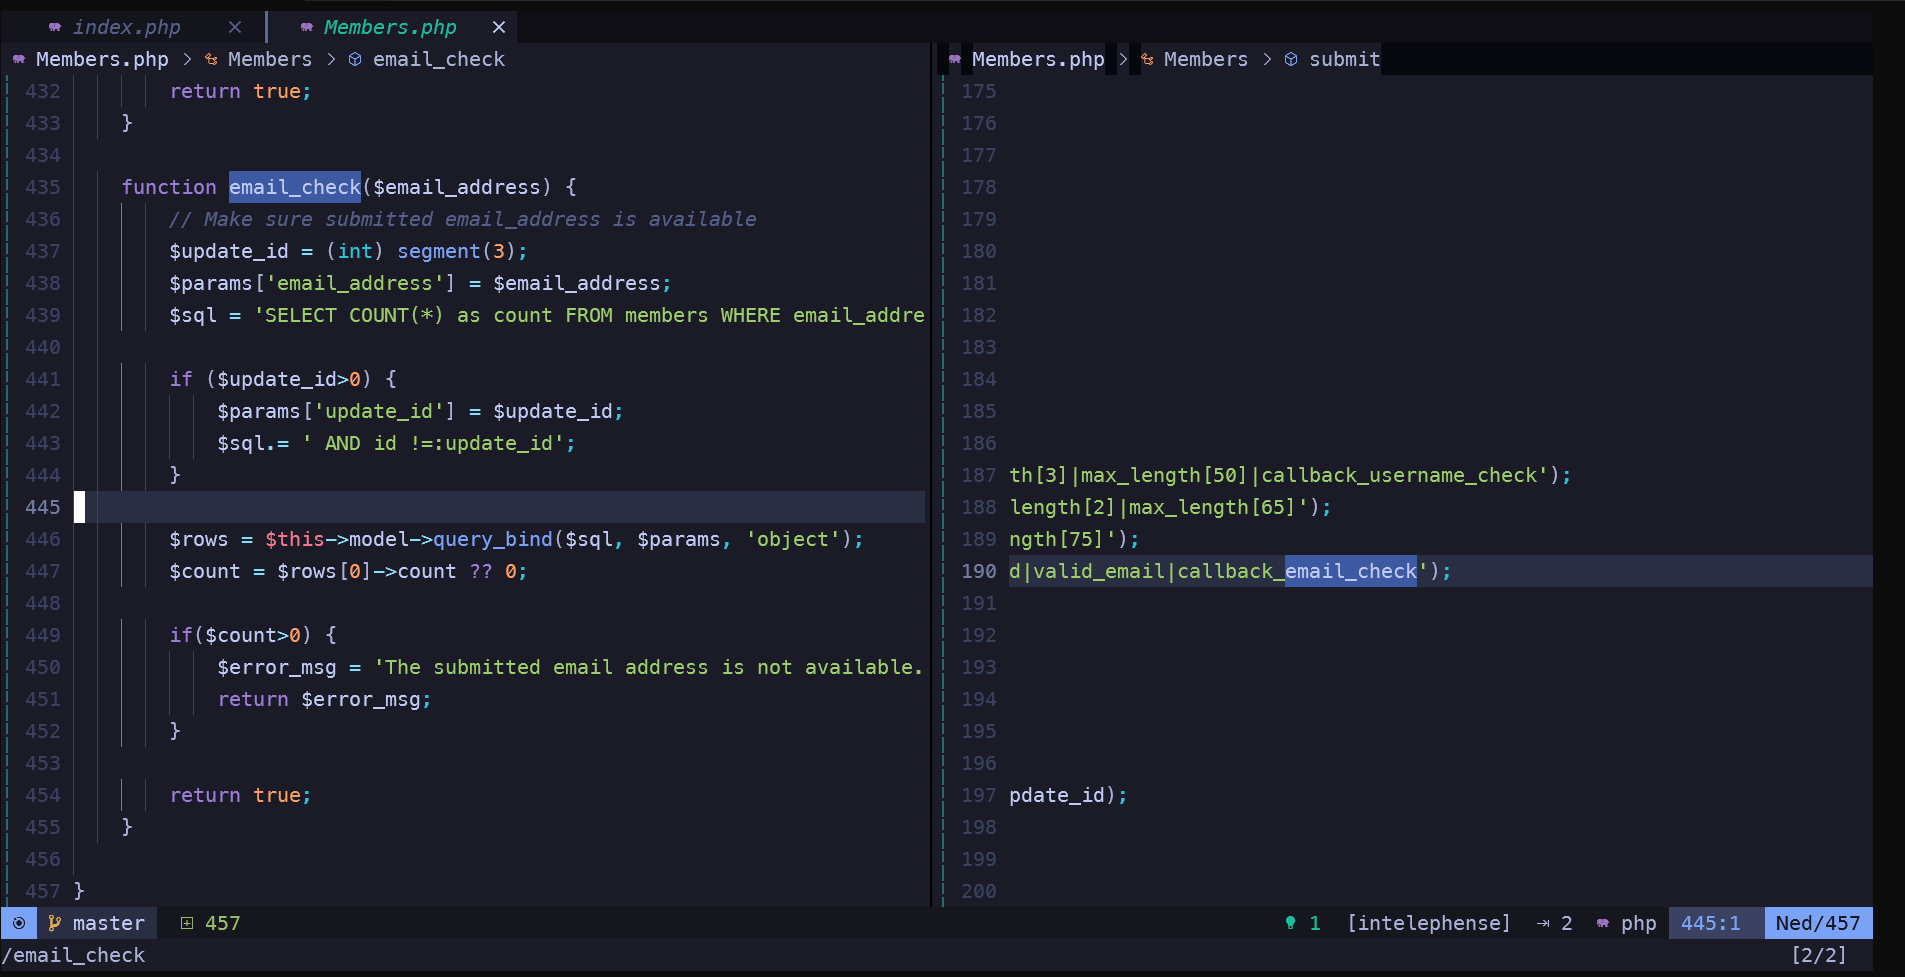 index.php × Members.php ×
Members.php > Members > email_check
432 return true;
433 }
434
435 function email_check($email_address) {
436 // Make sure submitted email_address is available
437 $update_id = (int) segment(3);
438 $params['email_address'] = $email_address;
439 $sql = 'SELECT COUNT(*) as count FROM members WHERE email_addre
440
441 if ($update_id>0) {
442 $params['update_id'] = $update_id;
443 $sql.= ' AND id !=:update_id';
444 }
445
446 $rows = $this->model->query_bind($sql, $params, 'object');
447 $count = $rows[0]->count ?? 0;
448
449 if($count>0) {
450 $error_msg = 'The submitted email address is not available.
451 return $error_msg;
452 }
453
454 return true;
455 }
456
457 }
Members.php > Members > submit
175
176
177
178
179
180
181
182
183
184
185
186
187 th[3]|max_length[50]|callback_username_check');
188 length[2]|max_length[65]');
189 ngth[75]');
190 d|valid_email|callback_email_check');
191
192
193
194
195
196
197 pdate_id);
198
199
200
master 457 1 [intelephense] 2 php 445:1 Ned/457
/email_check [2/2]